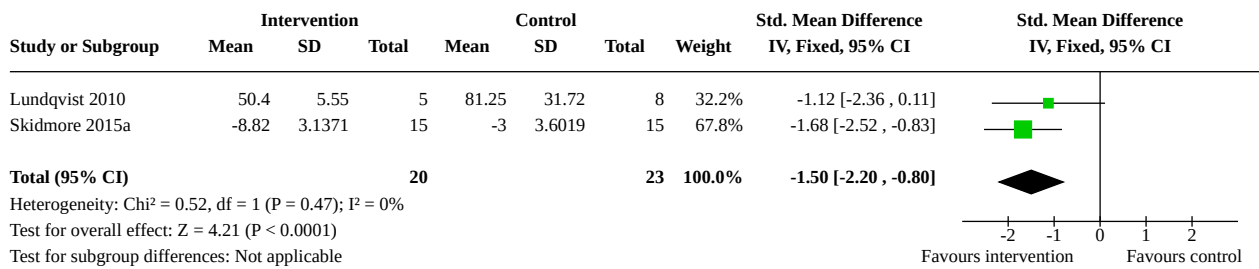 Intervention Control Std. Mean Difference Std. Mean Difference
Study or Subgroup Mean SD Total Mean SD Total Weight IV, Fixed, 95% CI IV, Fixed, 95% CI
Lundqvist 2010 50.4 5.55 5 81.25 31.72 8 32.2% -1.12 [-2.36 , 0.11]
Skidmore 2015a -8.82 3.1371 15 -3 3.6019 15 67.8% -1.68 [-2.52 , -0.83]
Total (95% CI) 20 23 100.0% -1.50 [-2.20 , -0.80]
Heterogeneity: Chi² = 0.52, df = 1 (P = 0.47); I² = 0%
Test for overall effect: Z = 4.21 (P < 0.0001)
-2 -1 0 1 2
Test for subgroup differences: Not applicable
Favours intervention Favours control